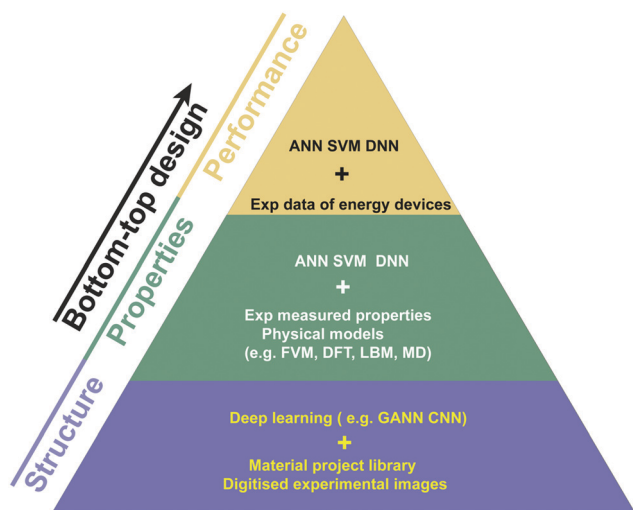 Bottom-top design
Performance
Properties
Structure
ANN SVM DNN
+
Exp data of energy devices
ANN SVM DNN
+
Exp measured properties
Physical models
(e.g. FVM, DFT, LBM, MD)
Deep learning ( e.g. GANN CNN)
+
Material project library
Digitised experimental images